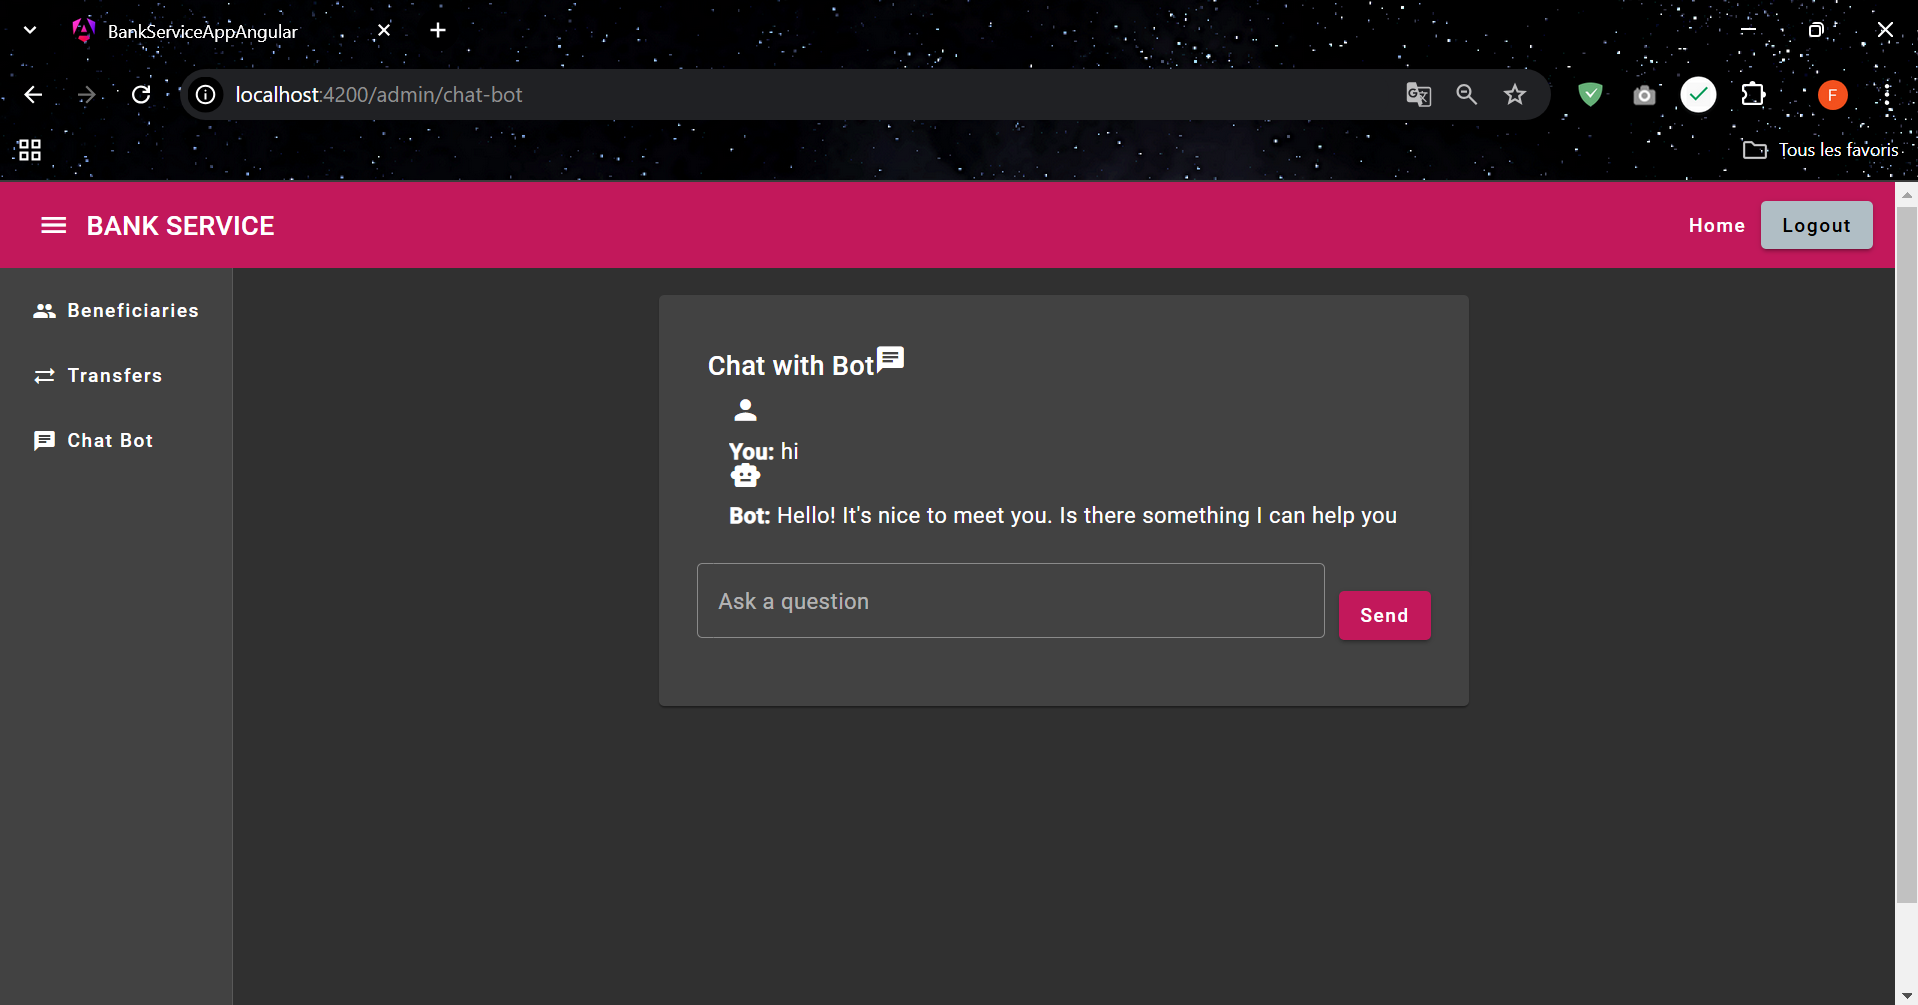 BankServiceAppAngular
localhost:4200/admin/chat-bot
F
Tous les favoris
BANK SERVICE
Home
Logout
Beneficiaries
Transfers
Chat Bot
Chat with Bot
You: hi
Bot: Hello! It's nice to meet you. Is there something I can help you
Ask a question
Send